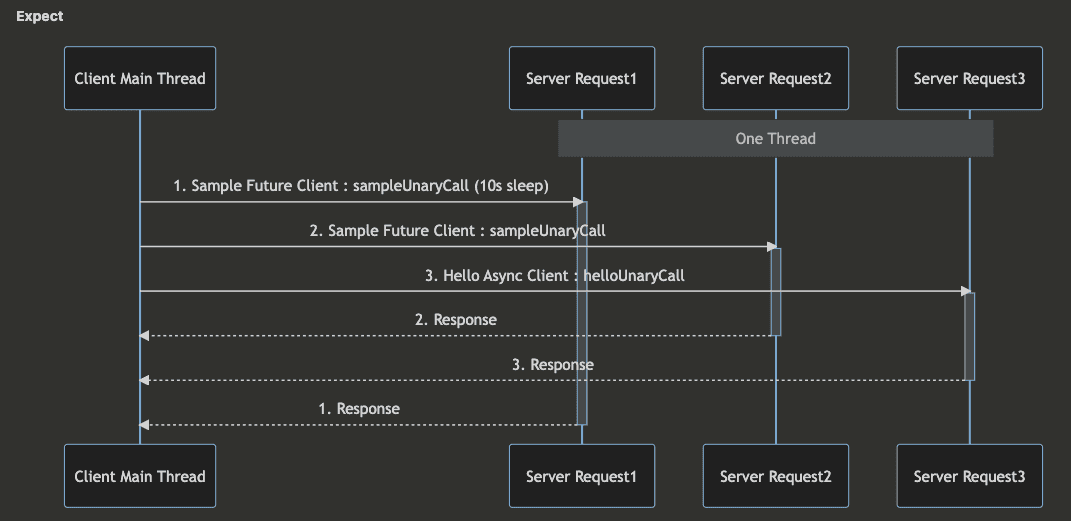 Expect
Client Main Thread
Server Request1
Server Request2
Server Request3
One Thread
1. Sample Future Client : sampleUnaryCall (10s sleep)
2. Sample Future Client : sampleUnaryCall
3. Hello Async Client : helloUnaryCall
2. Response
3. Response
1. Response
Client Main Thread
Server Request1
Server Request2
Server Request3